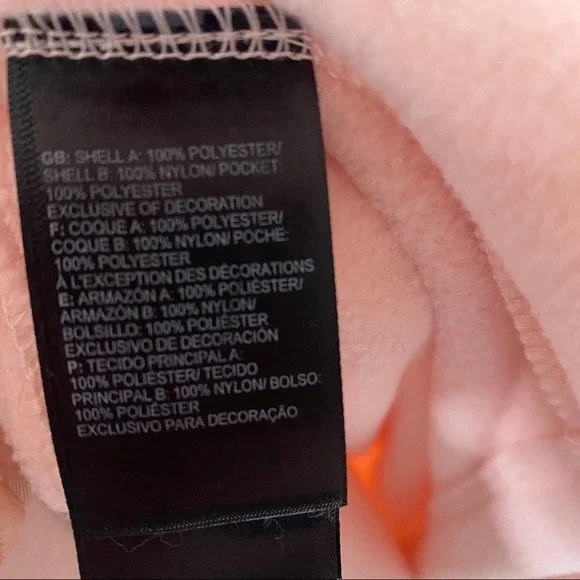 GB: SHELL A: 100% POLYESTER/
SHELL B: 100% NYLON/ POCKET:
100% POLYESTER
EXCLUSIVE OF DECORATION
F: COQUE A: 100% POLYESTER/
COQUE B: 100% NYLON/ POCHE:
100% POLYESTER
À L'EXCEPTION DES DÉCORATIONS
E: ARMAZÓN A: 100% POLIÉSTER/
ARMAZÓN B: 100% NYLON/
BOLSILLO: 100% POLIÉSTER
EXCLUSIVO DE DECORACIÓN
P: TECIDO PRINCIPAL A:
100% POLIÉSTER/ TECIDO
PRINCIPAL B: 100% NYLON/ BOLSO:
100% POLIÉSTER
EXCLUSIVO PARA DECORAÇÃO